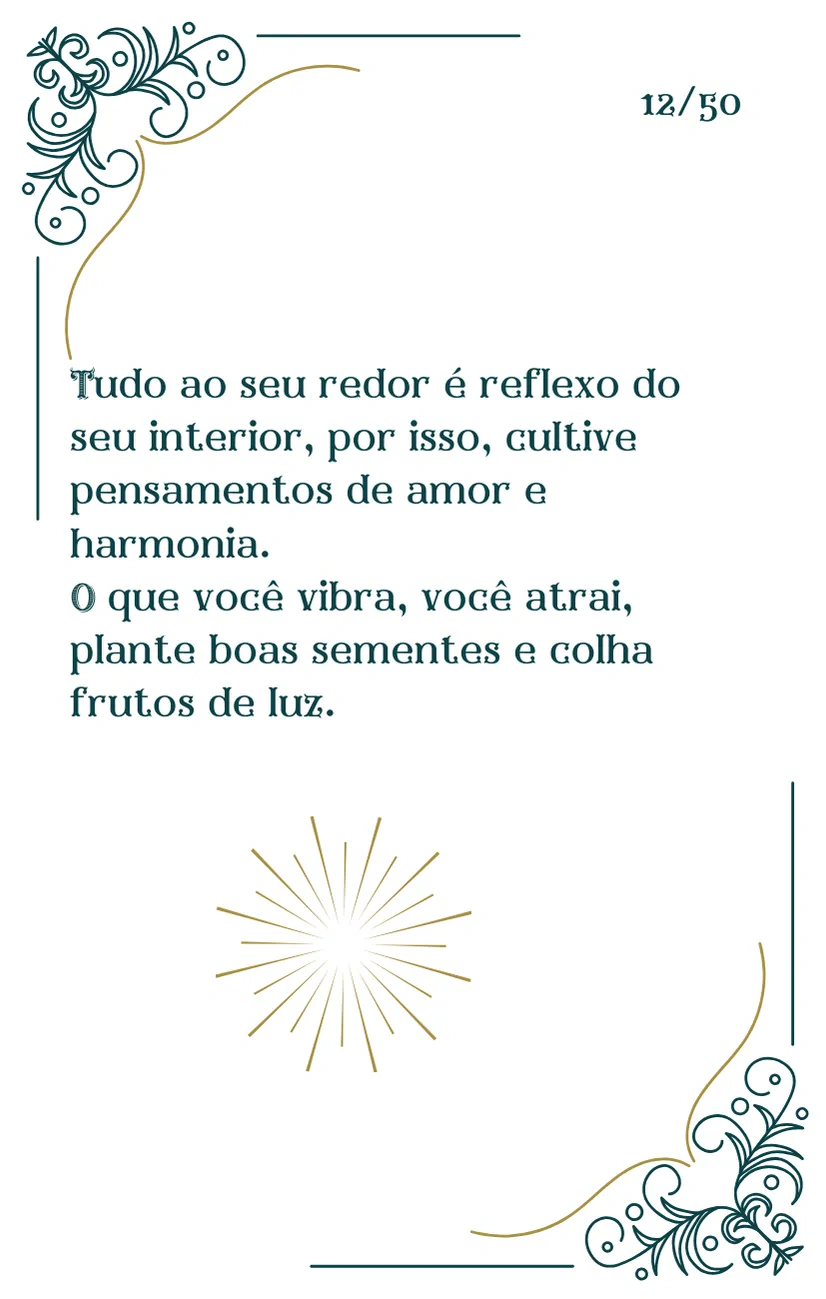 12/50
Tudo ao seu redor é reflexo do
seu interior, por isso, cultive
pensamentos de amor e
harmonia.
O que você vibra, você atrai,
plante boas sementes e colha
frutos de luz.